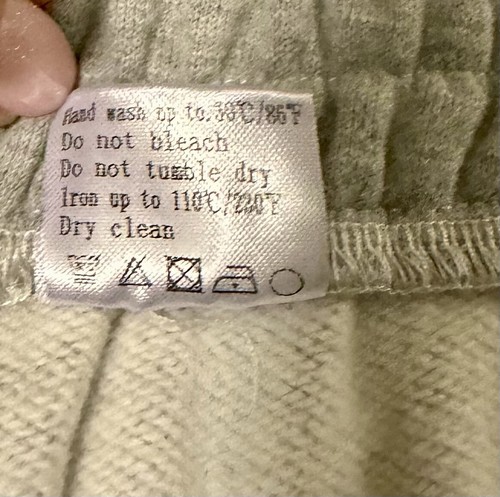 Hand wash up to 30℃/86℉
Do not bleach
Do not tumble dry
Iron up to 110℃/230℉
Dry clean